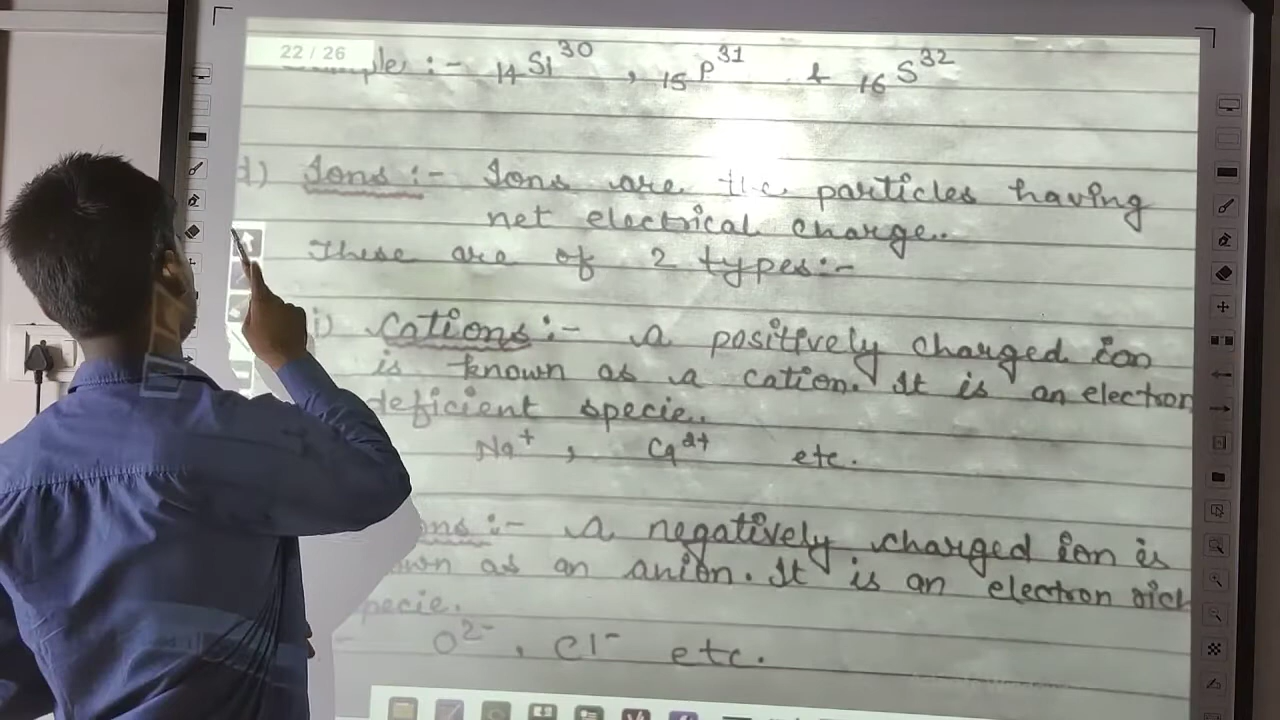 22 / 26
:- 14Si30 , 15P31 & 16S32
d) Ions :- Ions are the particles having
net electrical charge.
These are of 2 types:-
i) Cations:- A positively charged ion
is known as a cation. It is an electron
deficient specie.
Na+ , Ca2+ etc.
:- A negatively charged ion is
as an anion. It is an electron rich
specie.
O2- , Cl- etc.